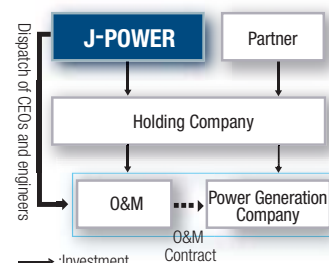 J-POWER
Partner
Dispatch of CEOs and engineers
Holding Company
O&M
Power Generation
Company
O&M
Contract
:Investment